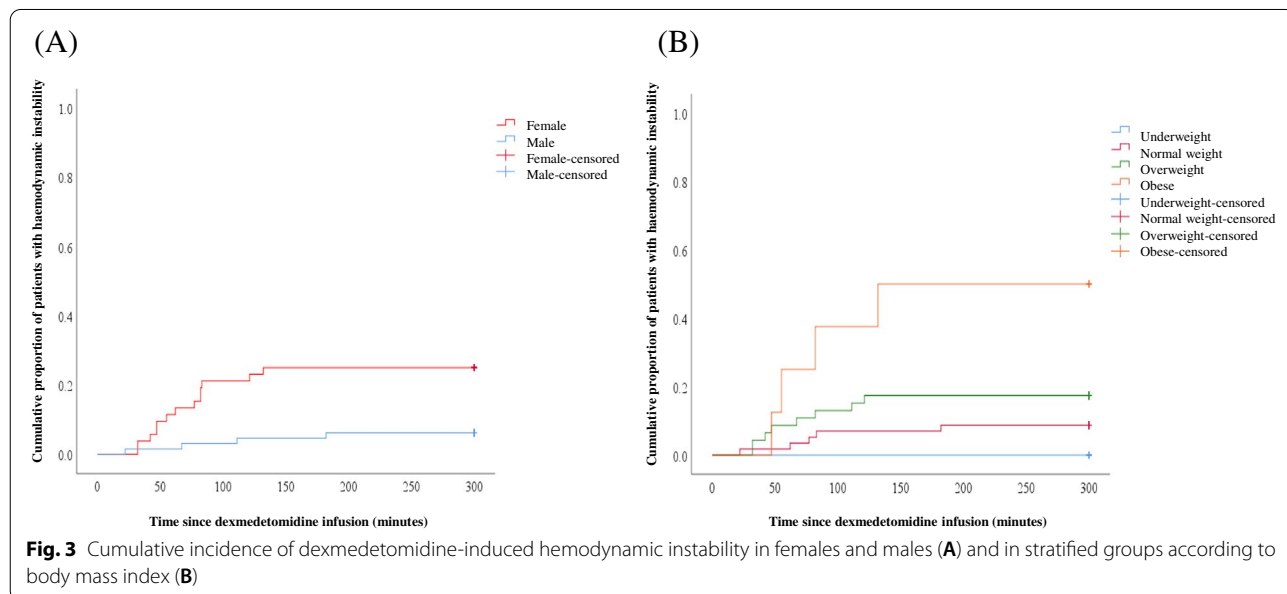 (A)
Cumulative proportion of patients with haemodynamic instability
1.0
0.8
0.6
0.4
0.2
0.0
0 50 100 150 200 250 300
Time since dexmedetomidine infusion (minutes)
Female
Male
Female-censored
Male-censored
(B)
Cumulative proportion of patients with haemodynamic instability
1.0
0.8
0.6
0.4
0.2
0.0
0 50 100 150 200 250 300
Time since dexmedetomidine infusion (minutes)
Underweight
Normal weight
Overweight
Obese
Underweight-censored
Normal weight-censored
Overweight-censored
Obese-censored
Fig. 3 Cumulative incidence of dexmedetomidine-induced hemodynamic instability in females and males (A) and in stratified groups according to
body mass index (B)